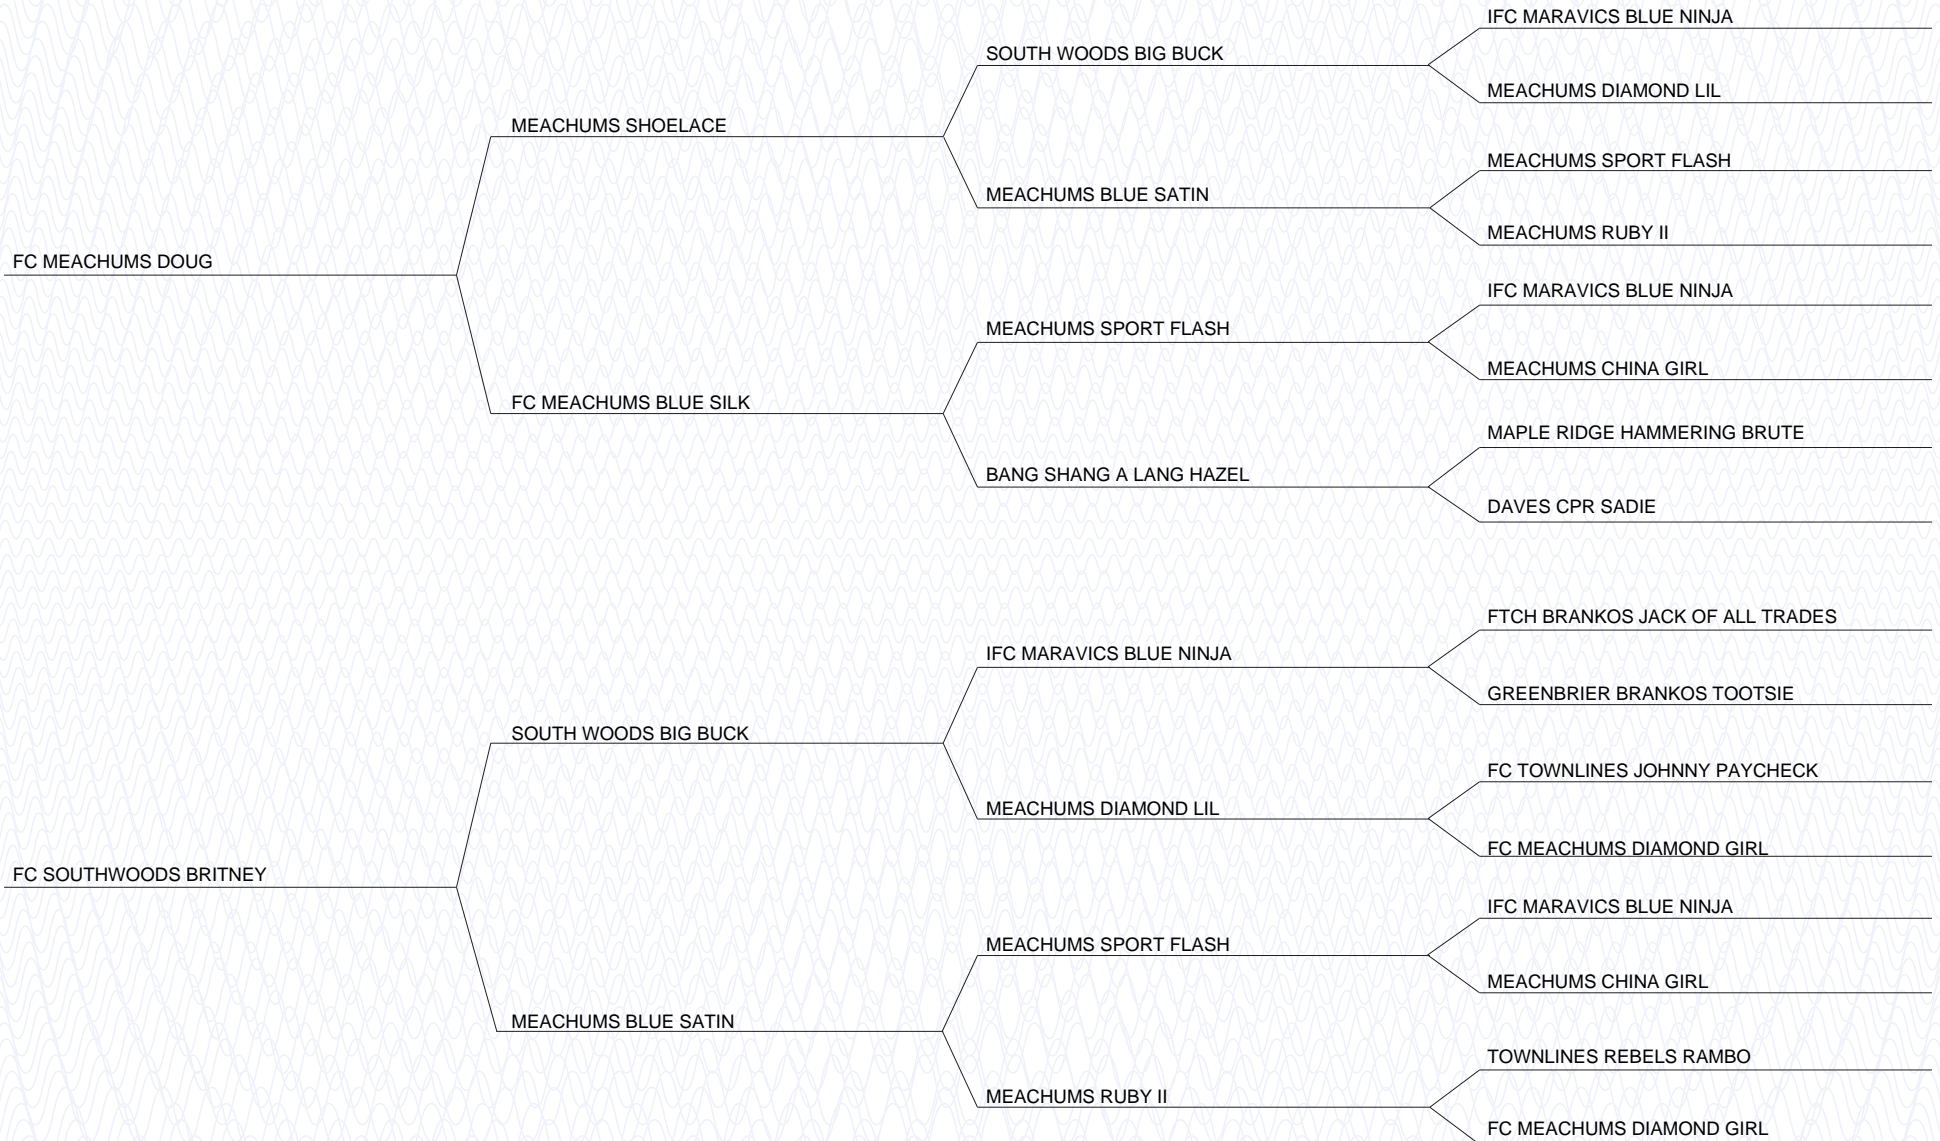 IFC MARAVICS BLUE NINJA
SOUTH WOODS BIG BUCK
MEACHUMS DIAMOND LIL
MEACHUMS SHOELACE
MEACHUMS SPORT FLASH
MEACHUMS BLUE SATIN
MEACHUMS RUBY II
FC MEACHUMS DOUG
IFC MARAVICS BLUE NINJA
MEACHUMS SPORT FLASH
MEACHUMS CHINA GIRL
FC MEACHUMS BLUE SILK
MAPLE RIDGE HAMMERING BRUTE
BANG SHANG A LANG HAZEL
DAVES CPR SADIE
FTCH BRANKOS JACK OF ALL TRADES
IFC MARAVICS BLUE NINJA
GREENBRIER BRANKOS TOOTSIE
SOUTH WOODS BIG BUCK
FC TOWNLINES JOHNNY PAYCHECK
MEACHUMS DIAMOND LIL
FC MEACHUMS DIAMOND GIRL
FC SOUTHWOODS BRITNEY
IFC MARAVICS BLUE NINJA
MEACHUMS SPORT FLASH
MEACHUMS CHINA GIRL
MEACHUMS BLUE SATIN
TOWNLINES REBELS RAMBO
MEACHUMS RUBY II
FC MEACHUMS DIAMOND GIRL